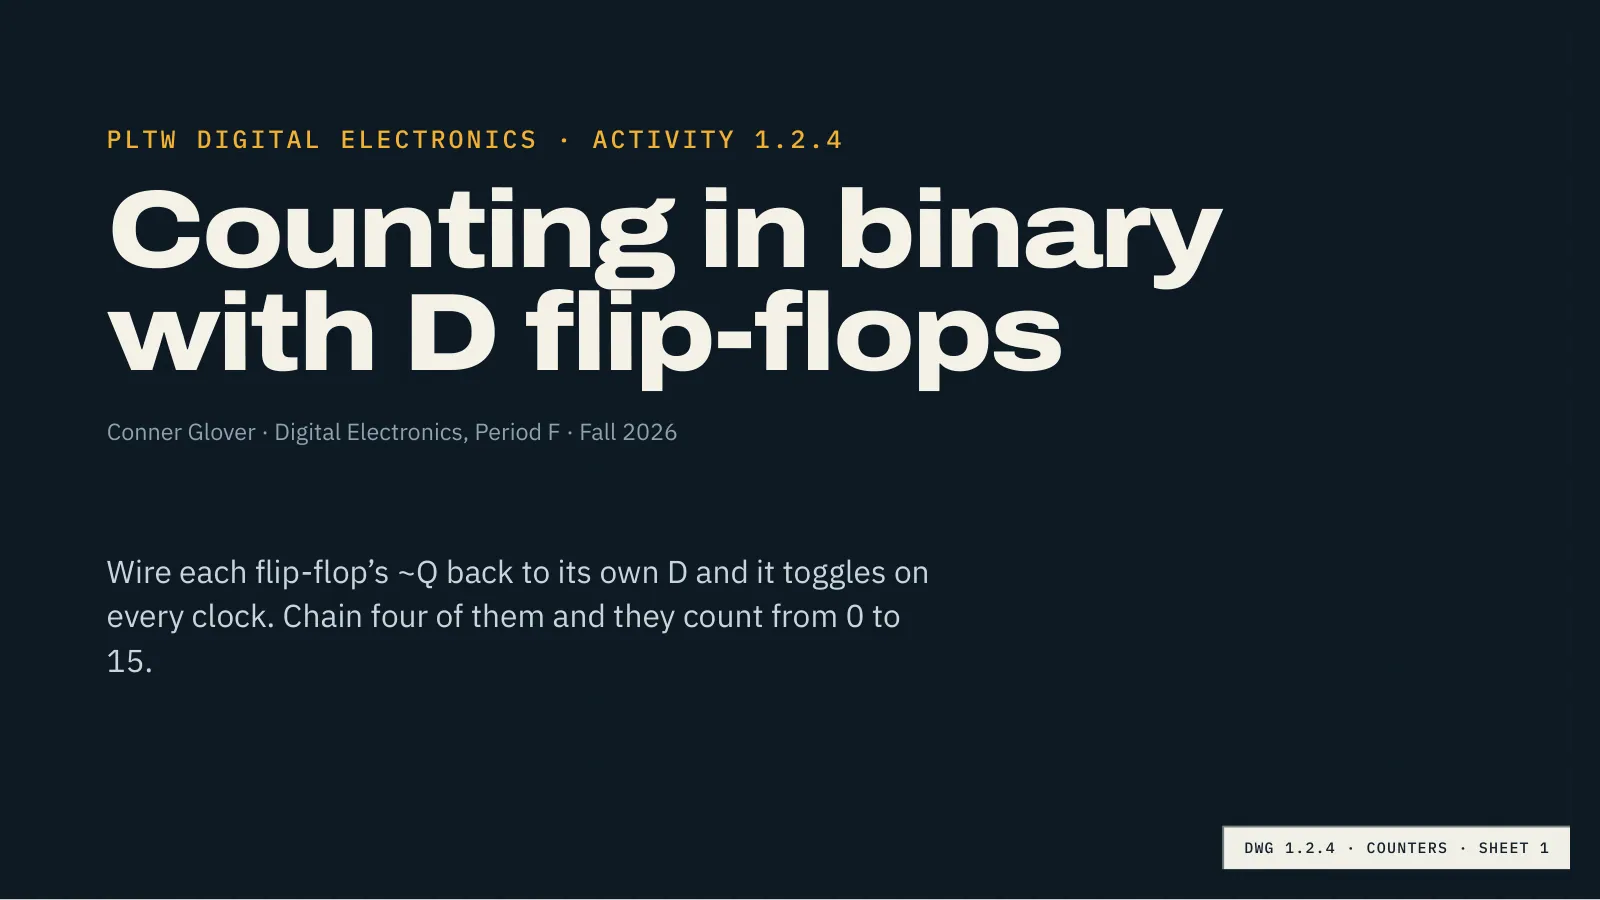 PLTW DIGITAL ELECTRONICS · ACTIVITY 1.2.4
Counting in binary
with D flip-flops
Conner Glover · Digital Electronics, Period F · Fall 2026
Wire each flip-flop’s ~Q back to its own D and it toggles on
every clock. Chain four of them and they count from 0 to
15.
DWG 1.2.4 · COUNTERS · SHEET 1